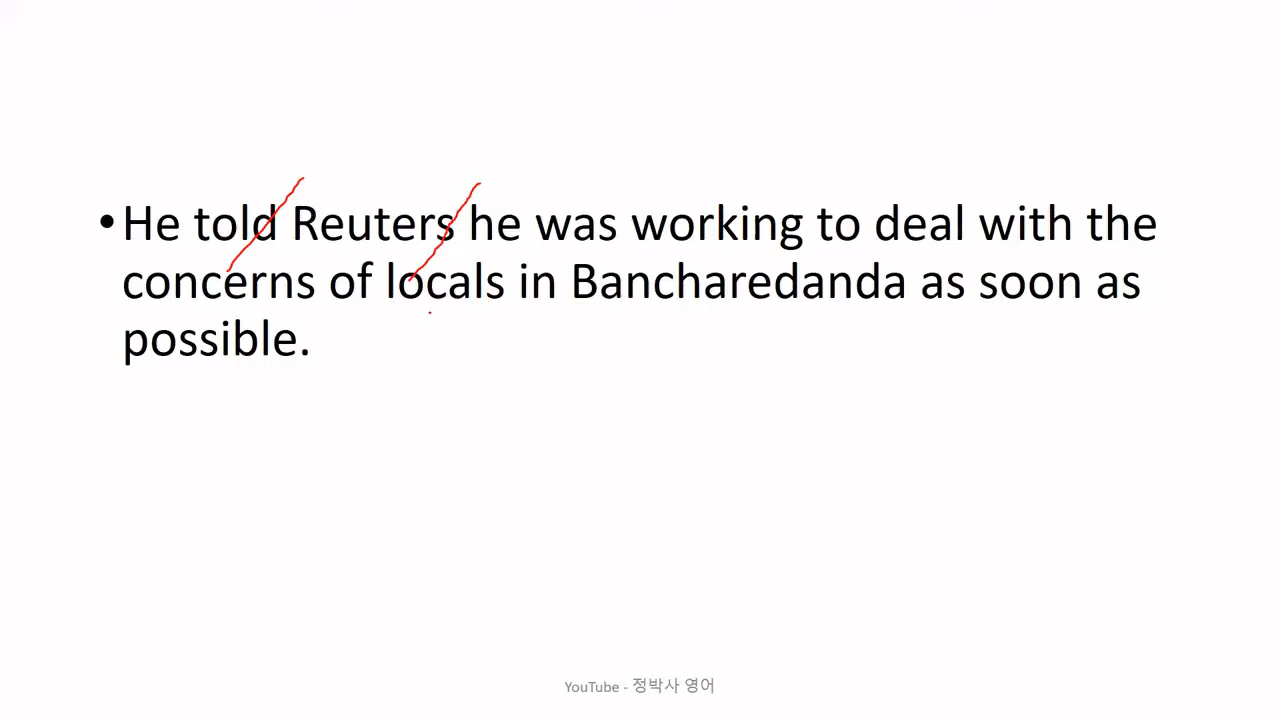 •He told Reuters he was working to deal with the
concerns of locals in Bancharedanda as soon as
possible.
YouTube - 정박사 영어